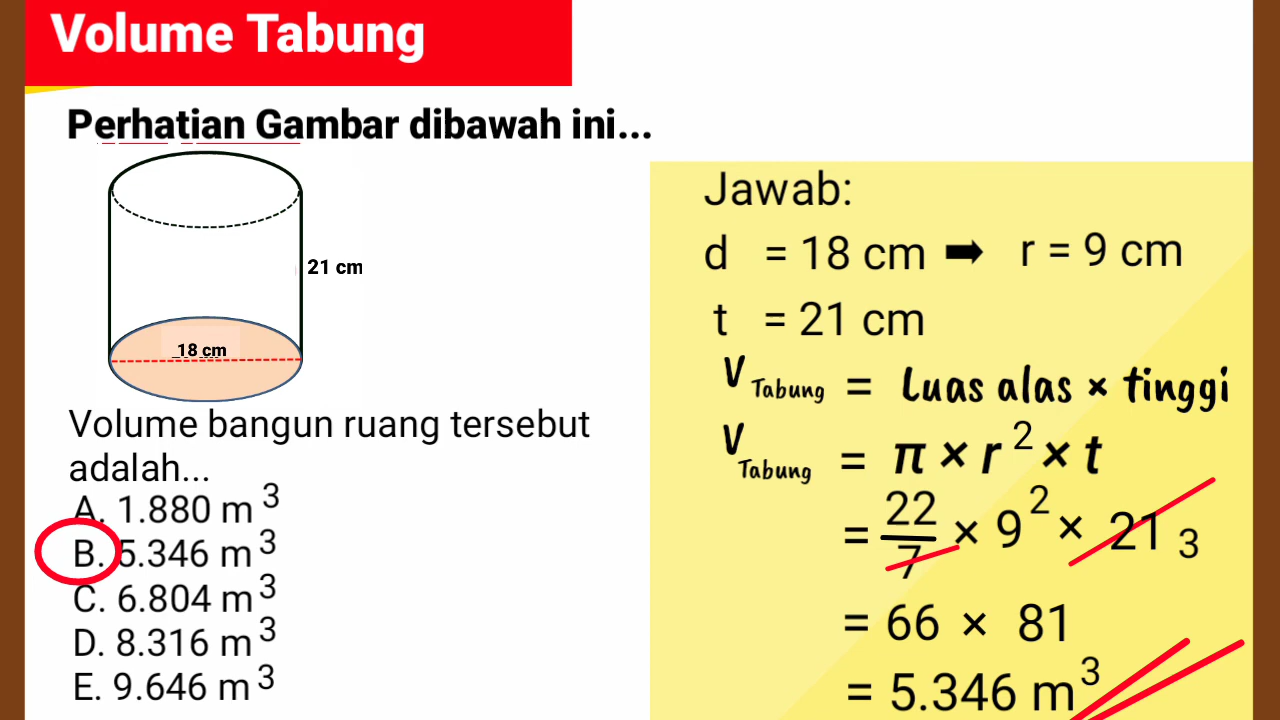 Volume Tabung
Perhatian Gambar dibawah ini...
21 cm
18 cm
Volume bangun ruang tersebut
adalah...
A. 1.880 m³
B. 5.346 m³
C. 6.804 m³
D. 8.316 m³
E. 9.646 m³
Jawab:
d = 18 cm ➡ r = 9 cm
t = 21 cm
V Tabung = Luas alas × tinggi
V Tabung = π × r² × t
= 22/7 × 9² × 21 3
= 66 × 81
= 5.346 m³